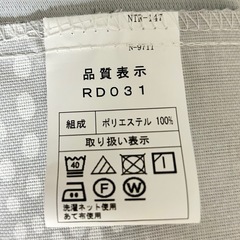 NTR-147
N-9711
品質表示
RD031
組成 ポリエステル 100%
取り扱い表示
40
P F W
洗濯ネット使用
あて布使用